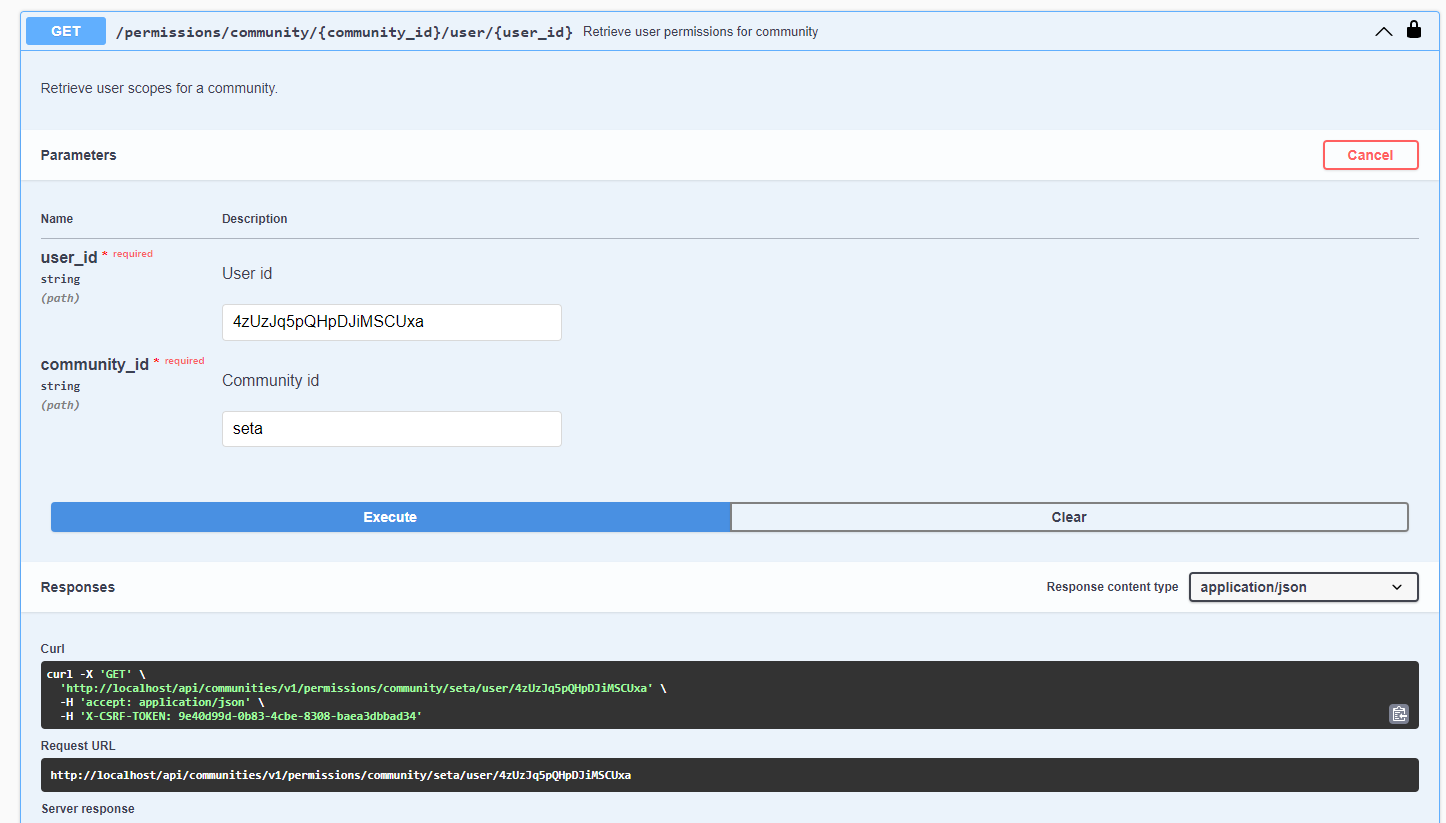 GET /permissions/community/{community_id}/user/{user_id} Retrieve user permissions for community
Retrieve user scopes for a community.
Parameters Cancel
Name Description
user_id * required
string
(path)
User id
4zUzJq5pQHpDJiMSCUxa
community_id * required
string
(path)
Community id
seta
Execute Clear
Responses Response content type application/json
Curl
curl -X 'GET' \
'http://localhost/api/communities/v1/permissions/community/seta/user/4zUzJq5pQHpDJiMSCUxa' \
-H 'accept: application/json' \
-H 'X-CSRF-TOKEN: 9e40d99d-0b83-4cbe-8308-baea3dbbad34'
Request URL
http://localhost/api/communities/v1/permissions/community/seta/user/4zUzJq5pQHpDJiMSCUxa
Server response